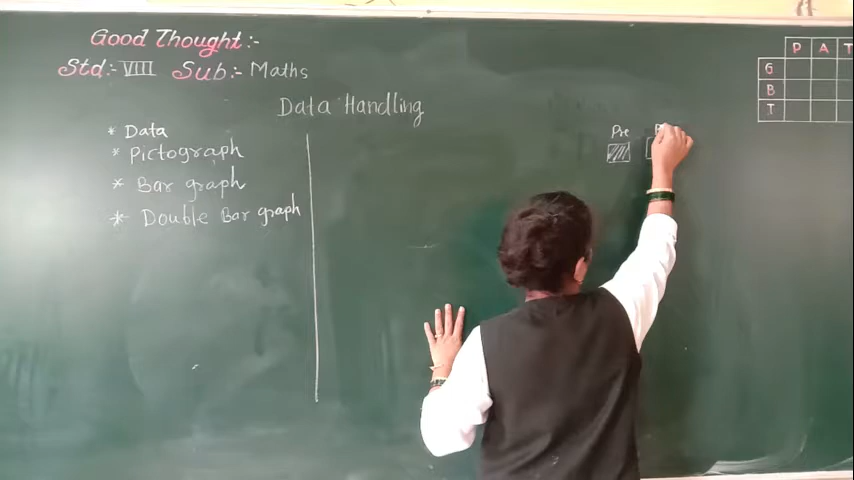 Good Thought:-
Std:- VIII Sub:- Maths
Data Handling
* Data
* Pictograph
* Bar graph
* Double Bar graph
Pre
P A T
G
B
T